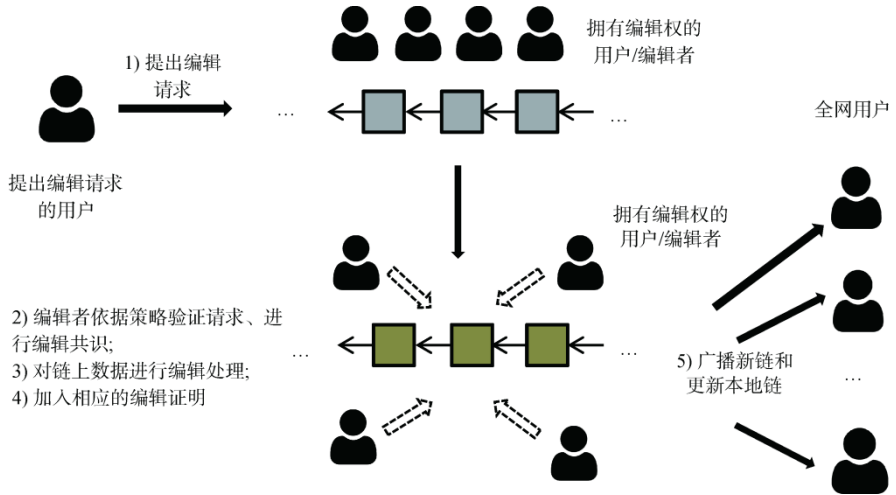 1) 提出编辑
请求
拥有编辑权的
用户/编辑者
…
…
全网用户
提出编辑请求
的用户
拥有编辑权的
用户/编辑者
2) 编辑者依据策略验证请求、进
行编辑共识;
3) 对链上数据进行编辑处理;
4) 加入相应的编辑证明
…
…
5) 广播新链和
更新本地链
…